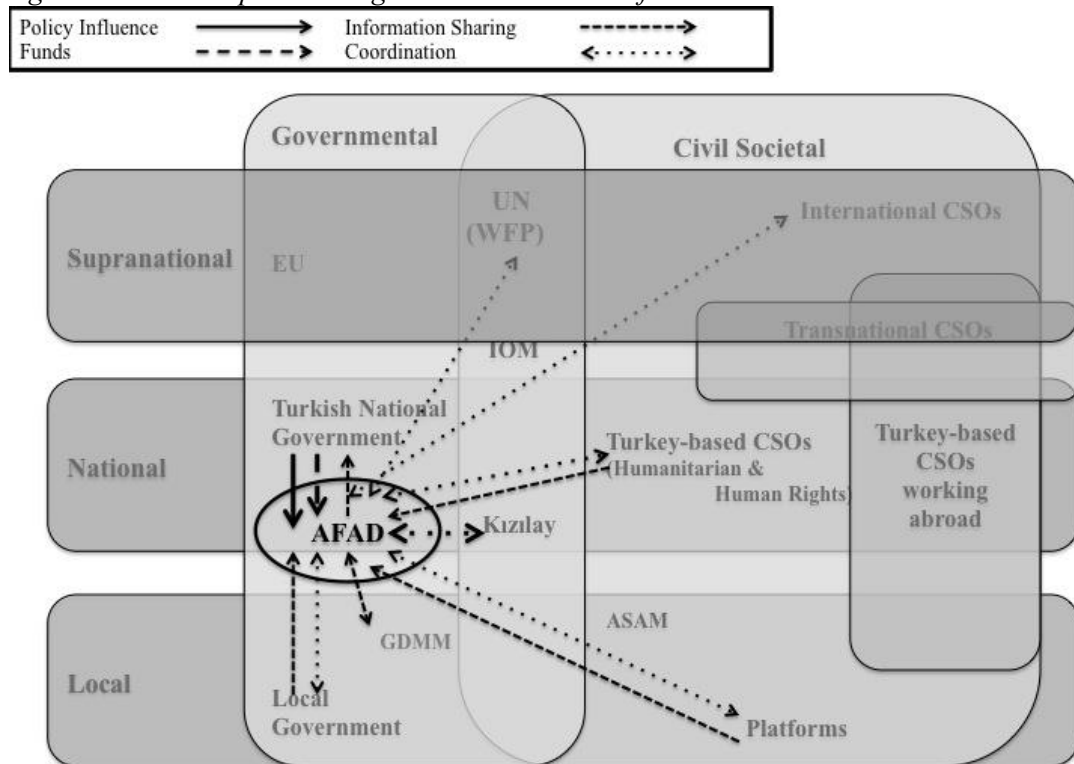 Policy Influence Information Sharing
Funds Coordination
Governmental
Civil Societal
UN
(WFP)
International CSOs
Supranational
EU
Transnational CSOs
IOM
Turkish National
Government
Turkey-based CSOs
(Humanitarian &
Human Rights)
Turkey-based
CSOs
working
abroad
National
AFAD
Kızılay
ASAM
GDMM
Local
Local
Government
Platforms